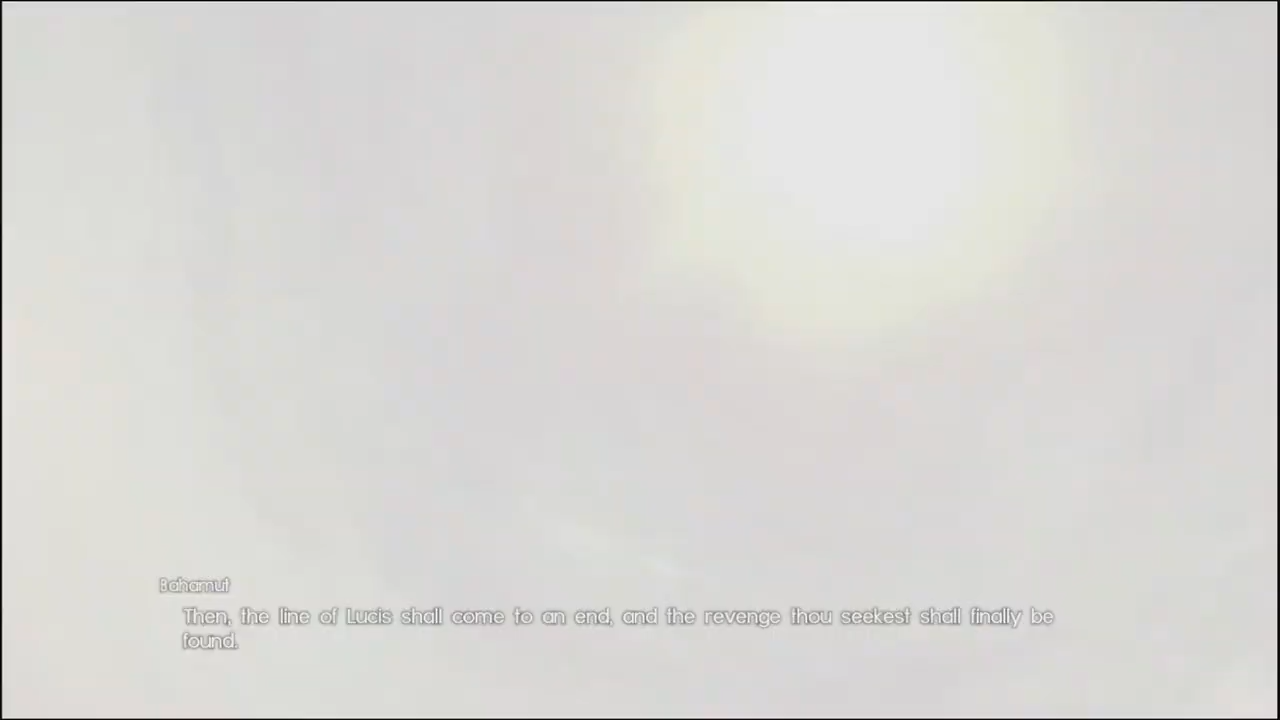 Bahamut
Then, the line of Lucis shall come to an end, and the revenge thou seekest shall finally be
found.